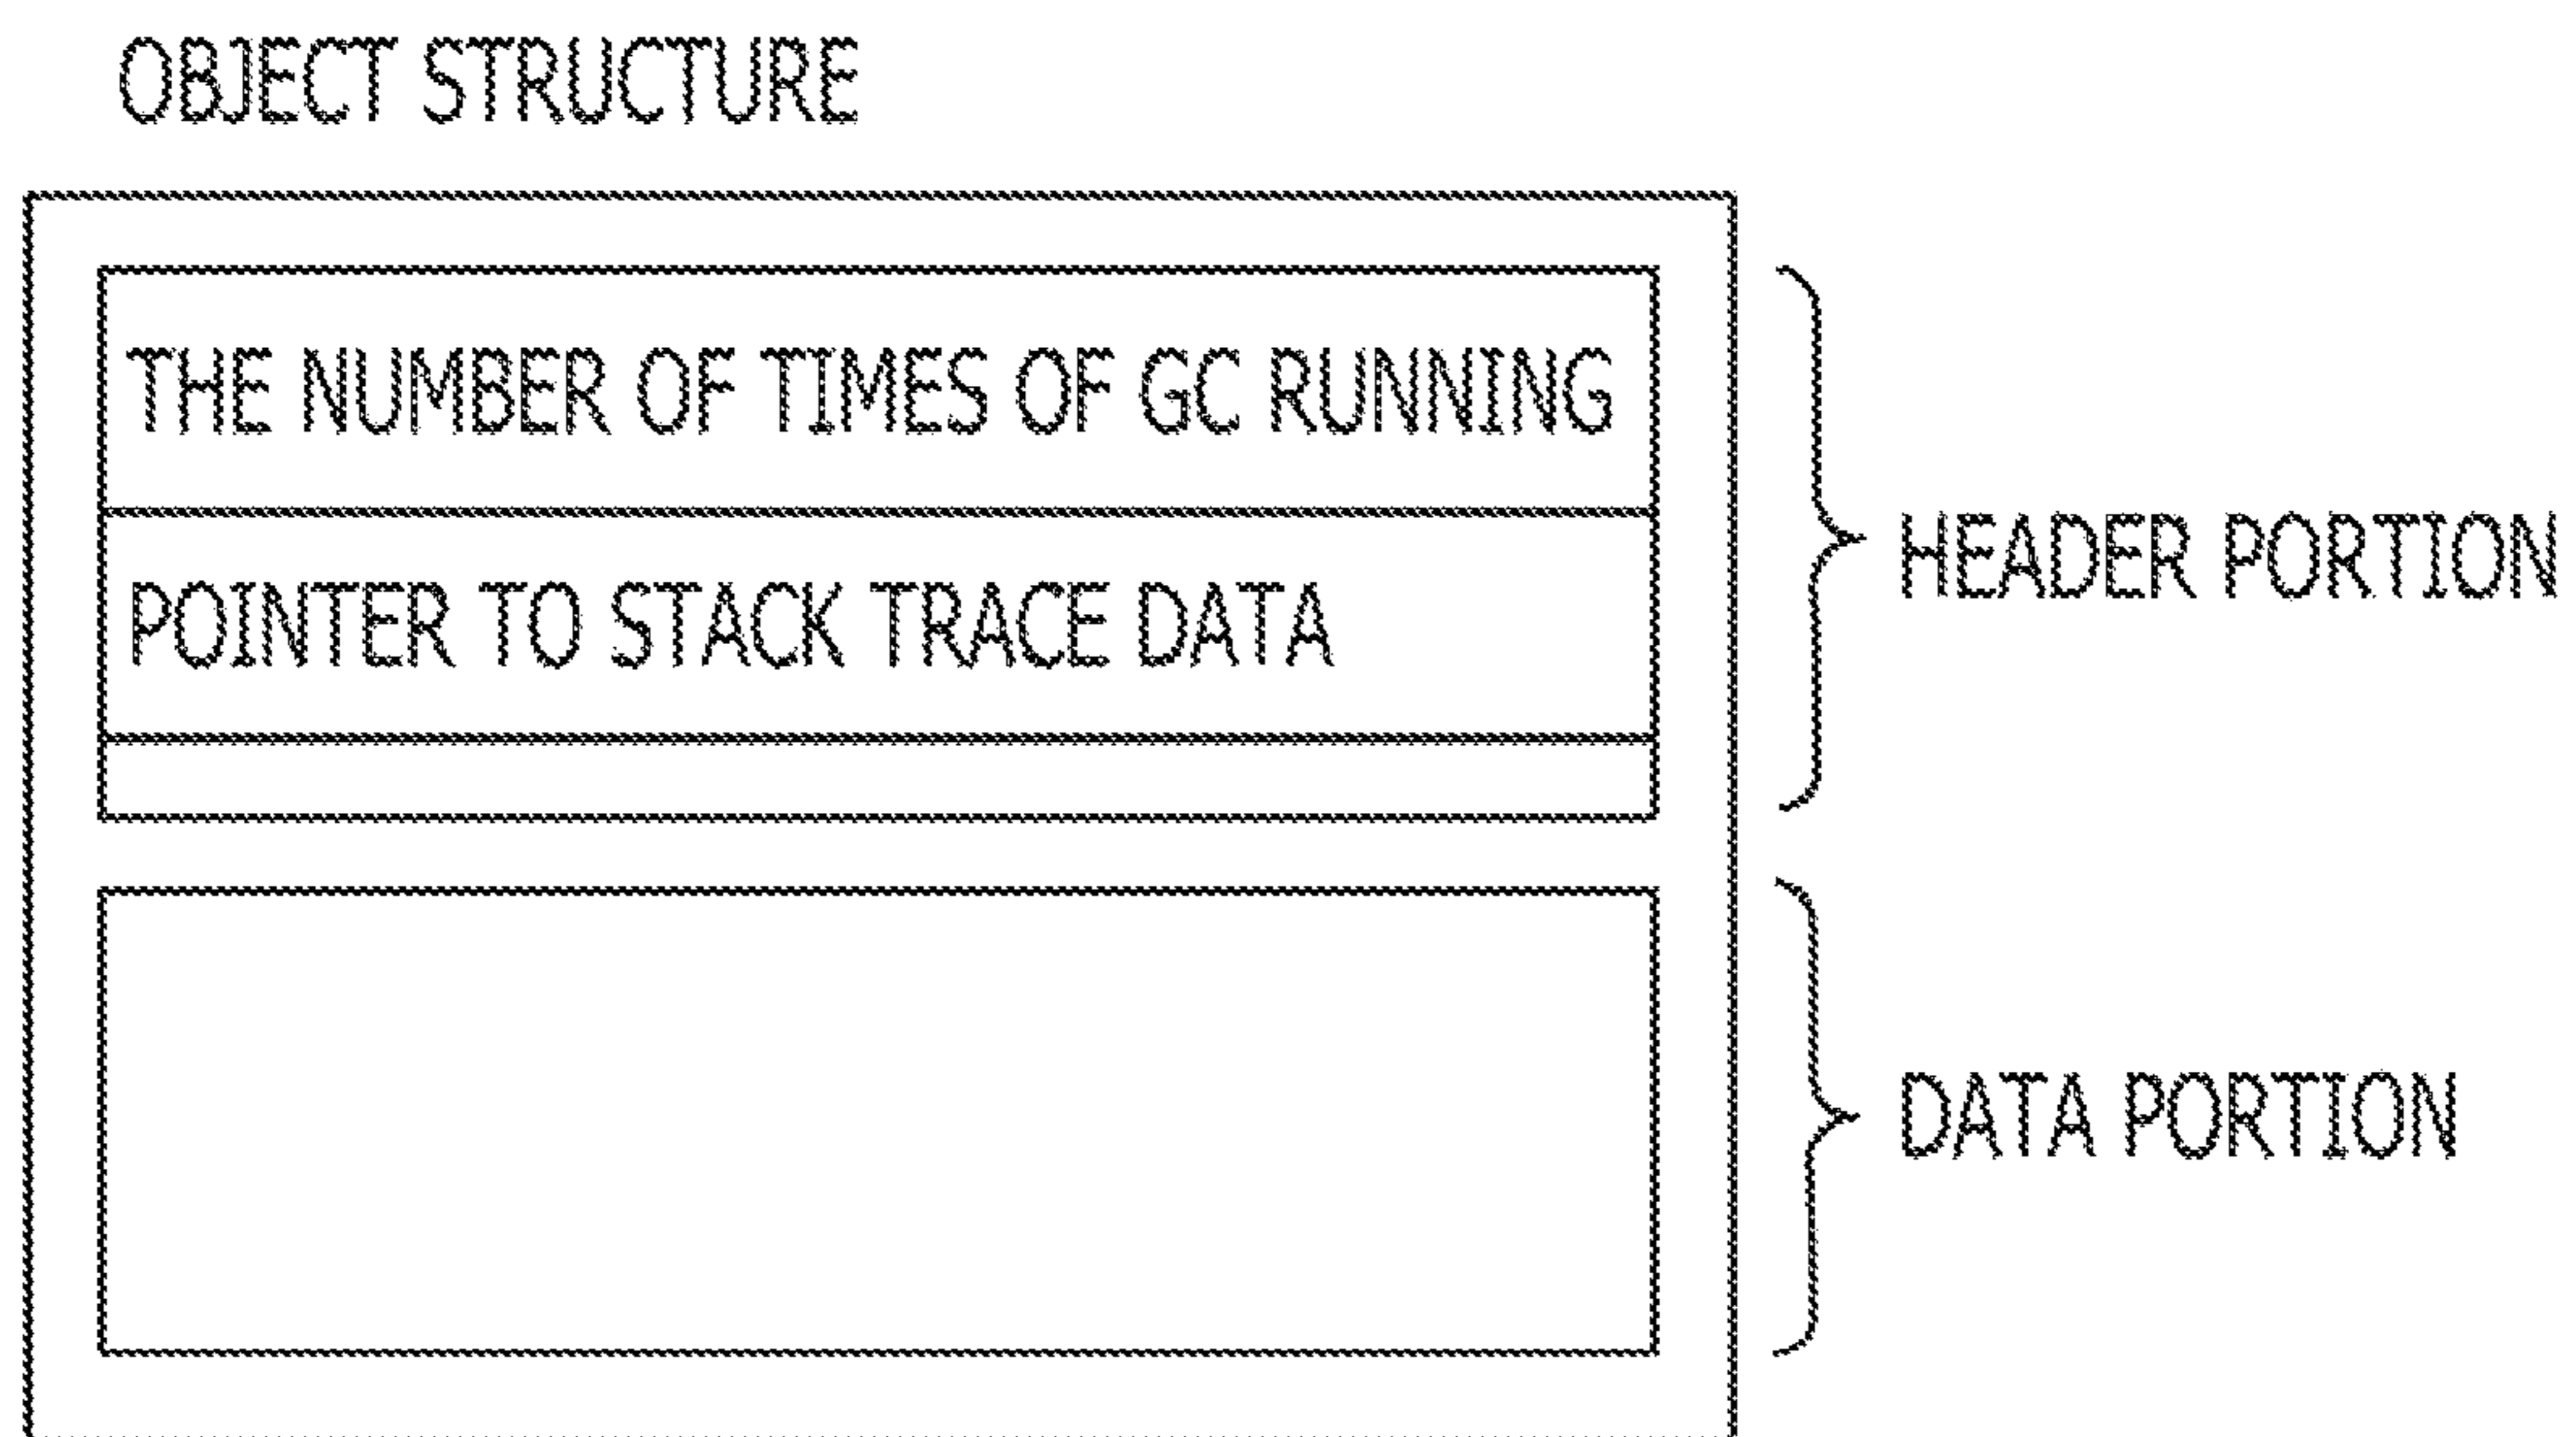 OBJECT STRUCTURE
THE NUMBER OF TIMES OF GC RUNNING
POINTER TO STACK TRACE DATA
HEADER PORTION
DATA PORTION